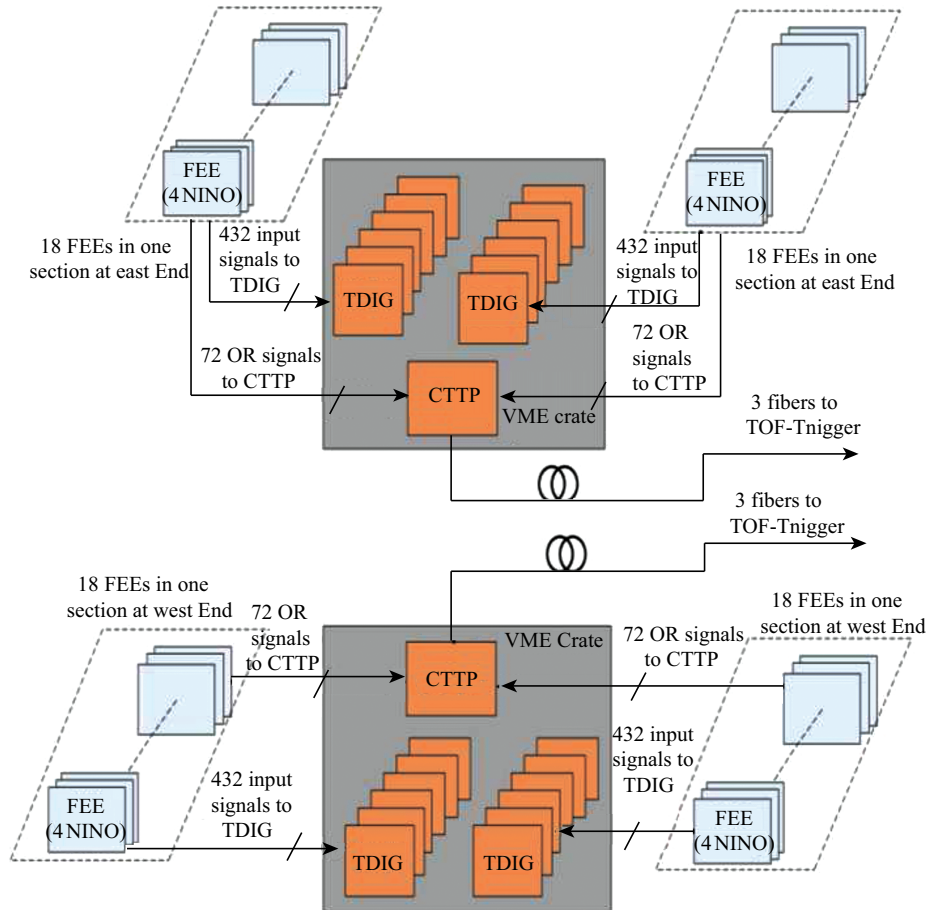 FEE
(4 NINO)
18 FEEs in one
section at east End
432 input
signals to
TDIG
72 OR signals
to CTTP
TDIG
TDIG
CTTP
VME crate
FEE
(4 NINO)
432 input
signals to
TDIG
18 FEEs in one
section at east End
72 OR
signals
to CTTP
3 fibers to
TOF-Tnigger
3 fibers to
TOF-Tnigger
18 FEEs in one
section at west End
72 OR
signals
to CTTP
VME Crate
CTTP
72 OR signals
to CTTP
18 FEEs in one
section at west End
FEE
(4 NINO)
432 input
signals to
TDIG
TDIG
TDIG
432 input
signals to
TDIG
FEE
(4 NINO)